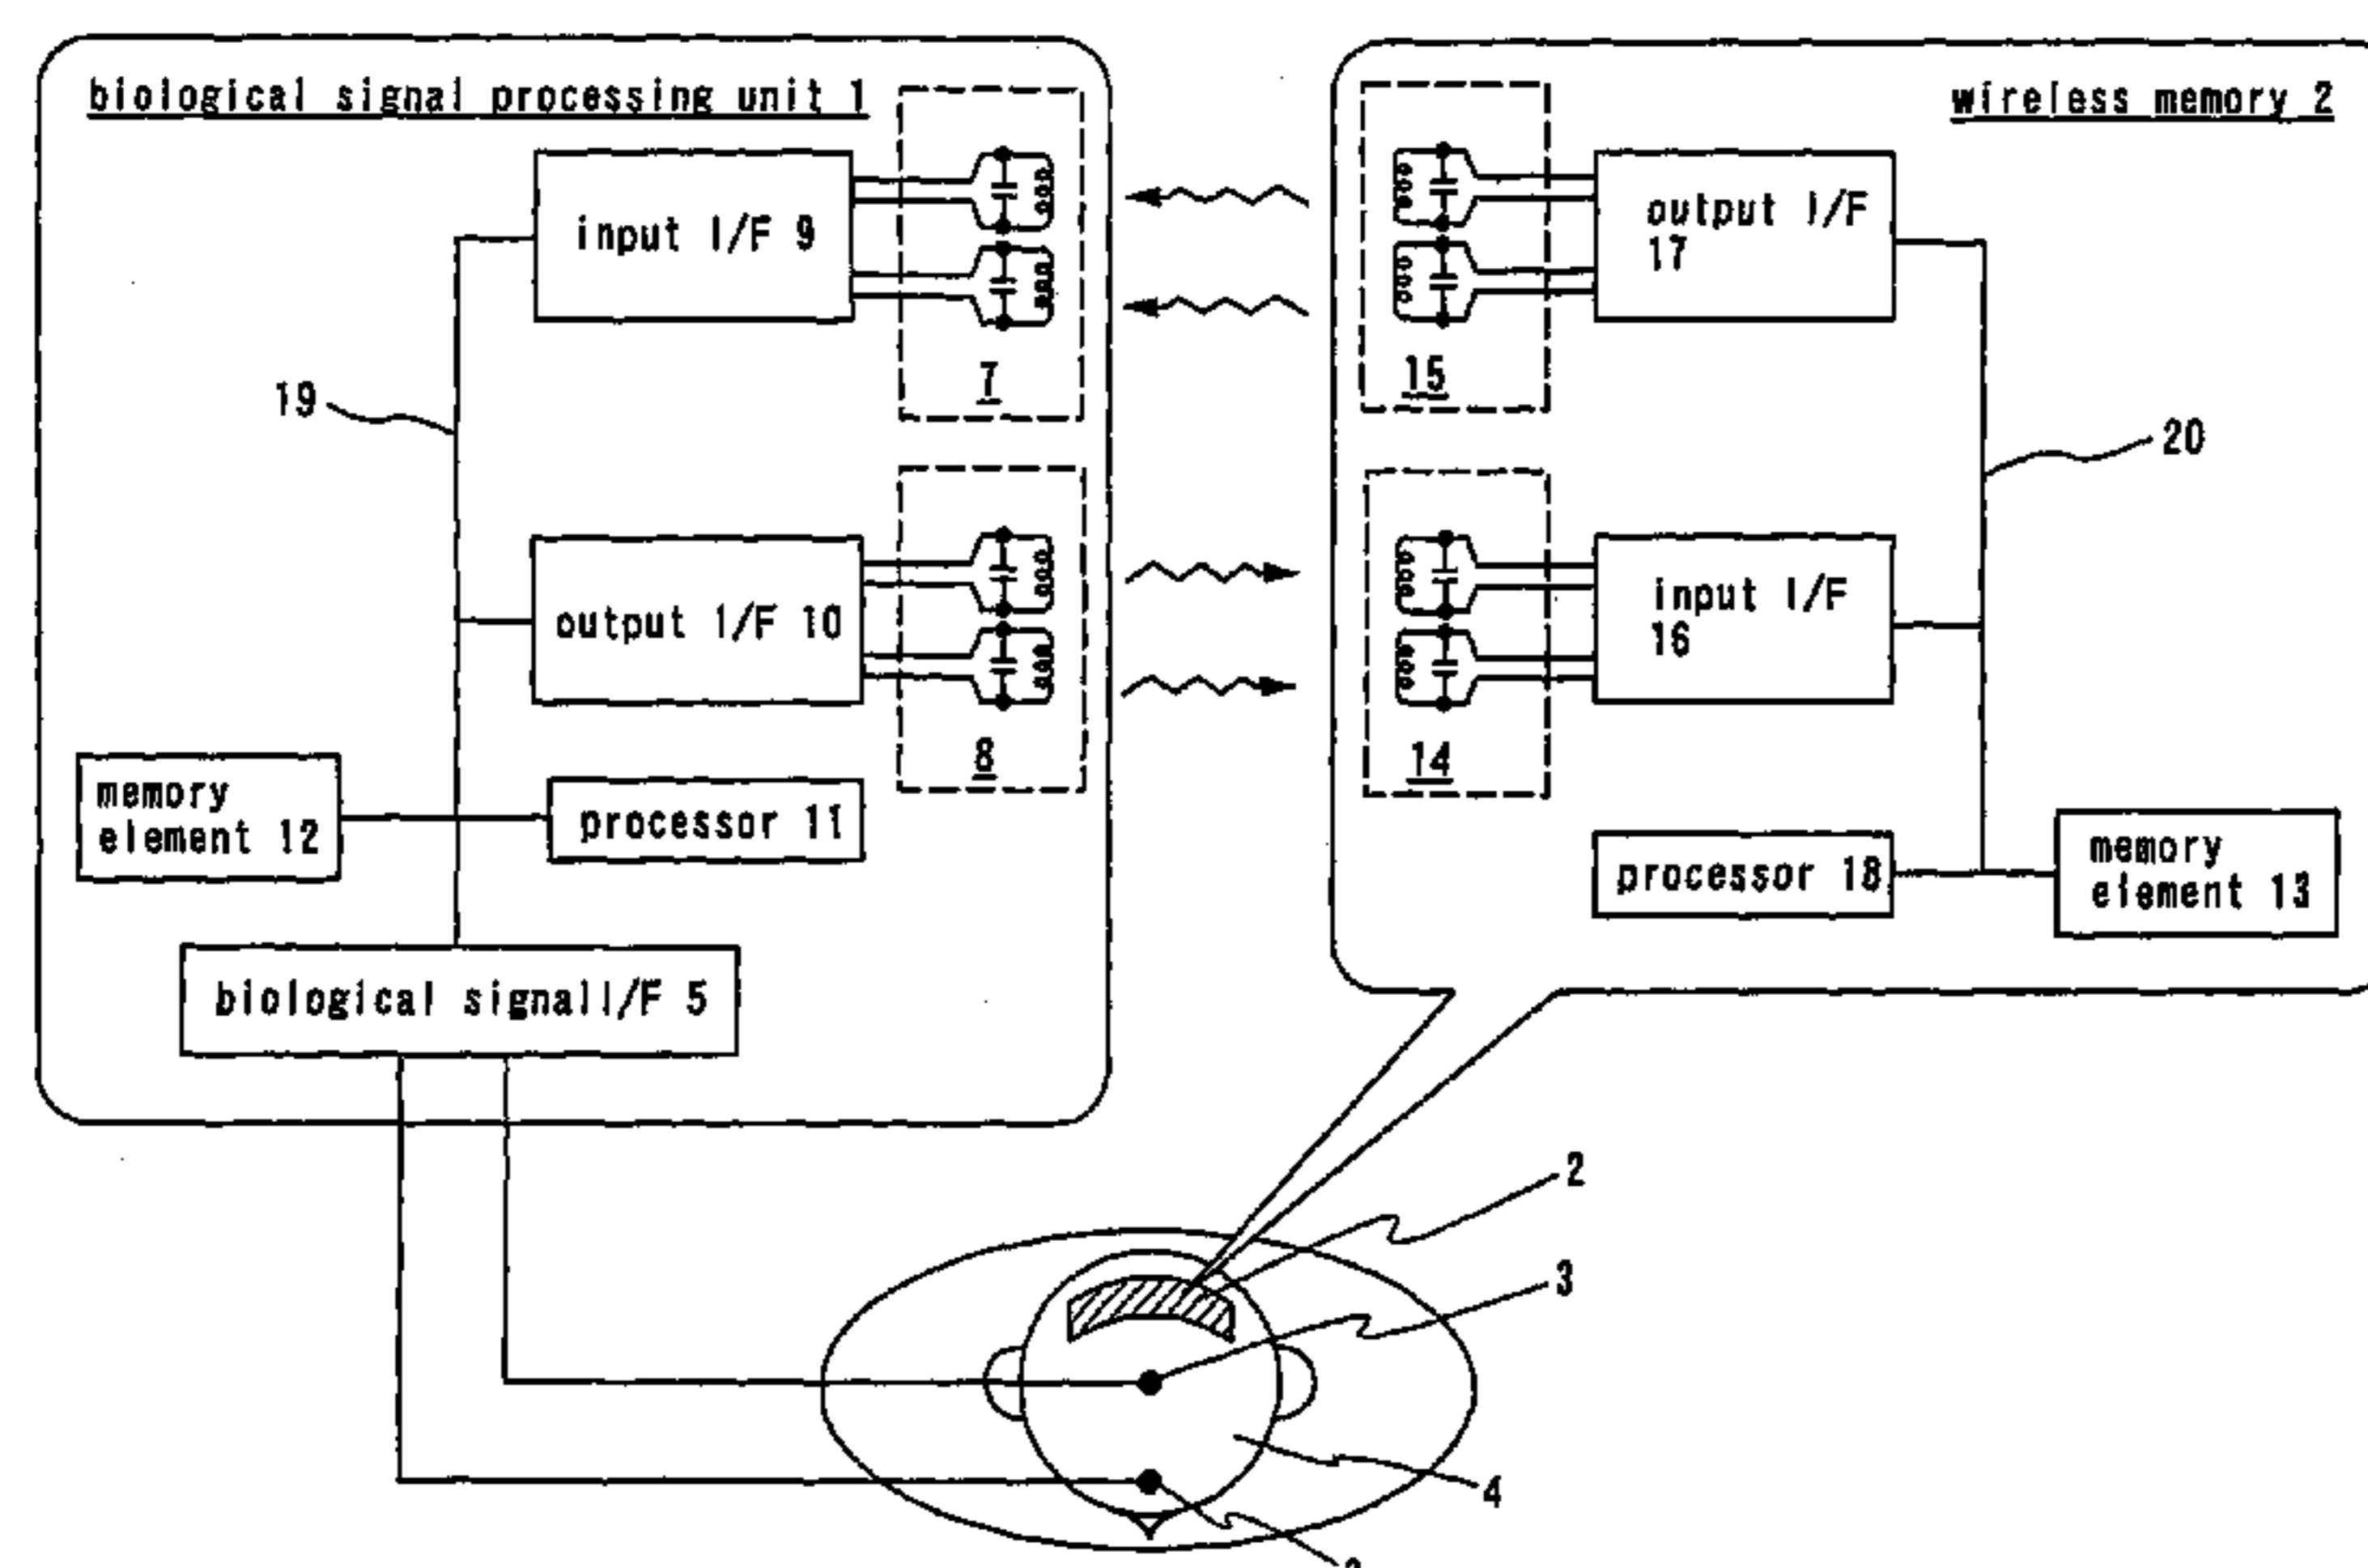 biological signal processing unit 1
wireless memory 2
input I/F 9
output I/F
17
7
15
19
20
output I/F 10
input I/F
16
8
14
memory
element 12
processor 11
processor 18
memory
element 13
biological signalI/F 5
2
3
4